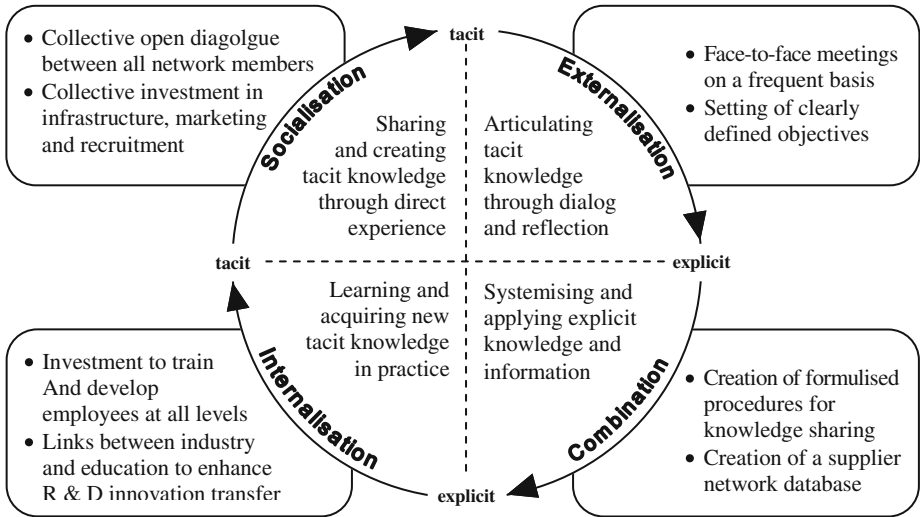 • Collective open diagolgue
between all network members
• Collective investment in
infrastructure, marketing
and recruitment
Socialisation
tacit
Externalisation
• Face-to-face meetings
on a frequent basis
• Setting of clearly
defined objectives
Sharing
and creating
tacit knowledge
through direct
experience
Articulating
tacit
knowledge
through dialog
and reflection
tacit
explicit
Learning and
acquiring new
tacit knowledge
in practice
Systemising and
applying explicit
knowledge and
information
• Investment to train
And develop
employees at all levels
• Links between industry
and education to enhance
R & D innovation transfer
Internalisation
explicit
Combination
• Creation of formulised
procedures for
knowledge sharing
• Creation of a supplier
network database